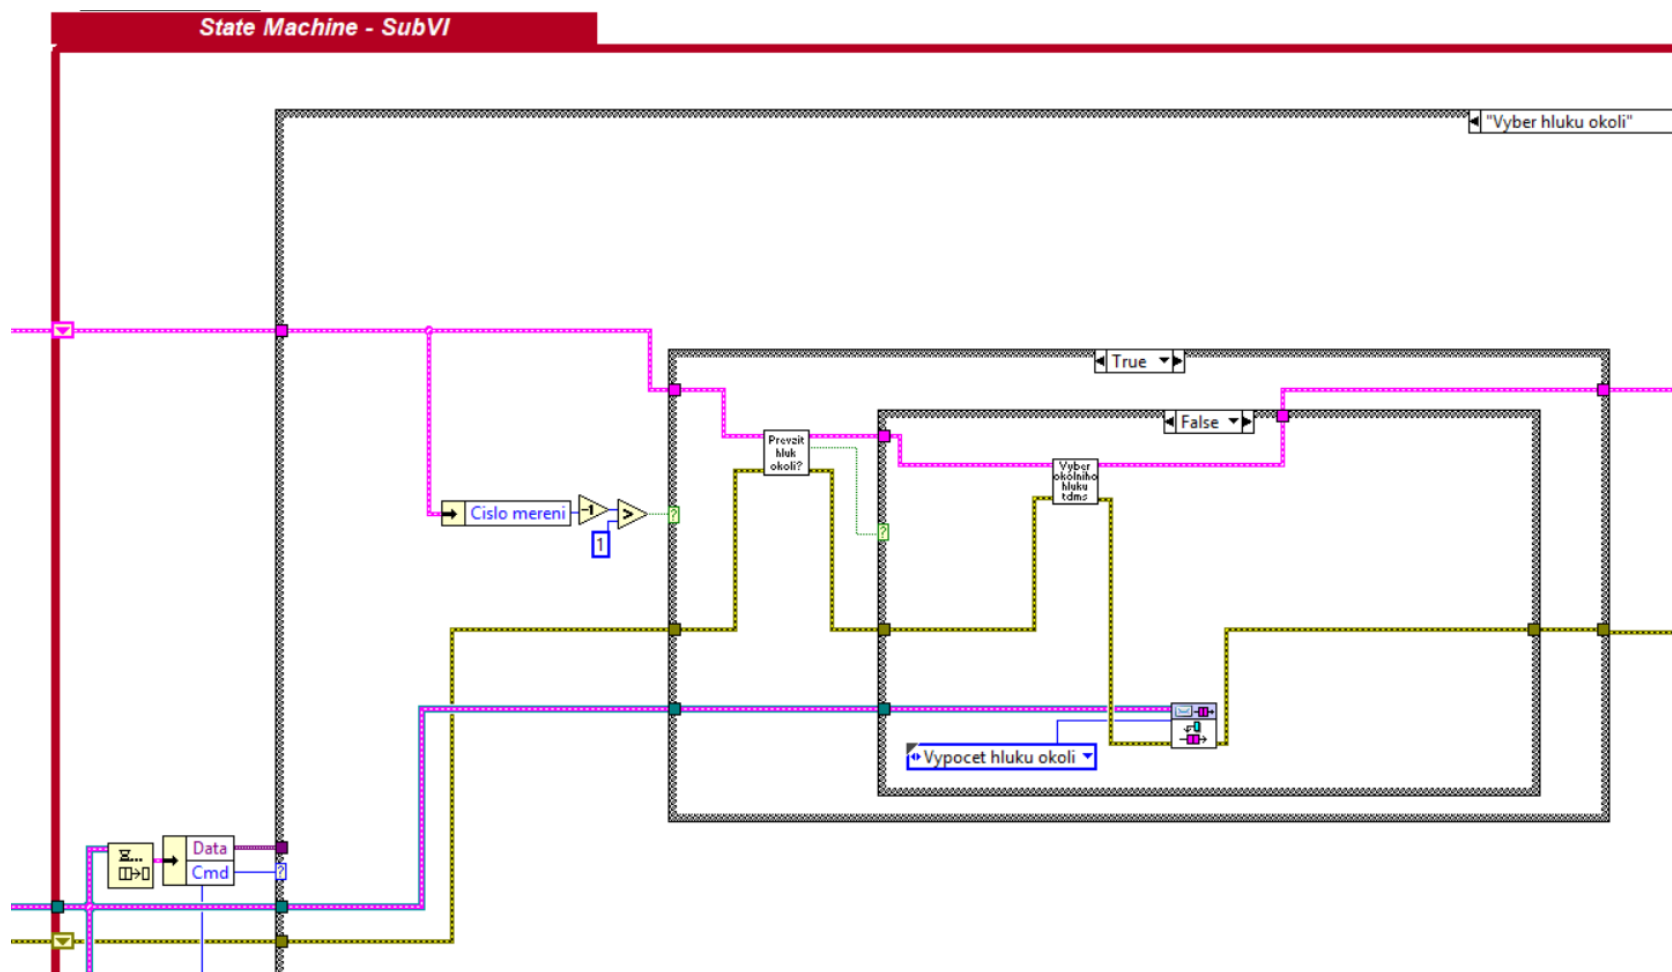 State Machine - SubVI
"Vyber hluku okoli"
True
False
Prevzit
hluk
okoli?
Vyber
okolniho
hluku
tdms
Cislo mereni
-1
>
?
1
?
Vypocet hluku okoli
Data
Cmd
?